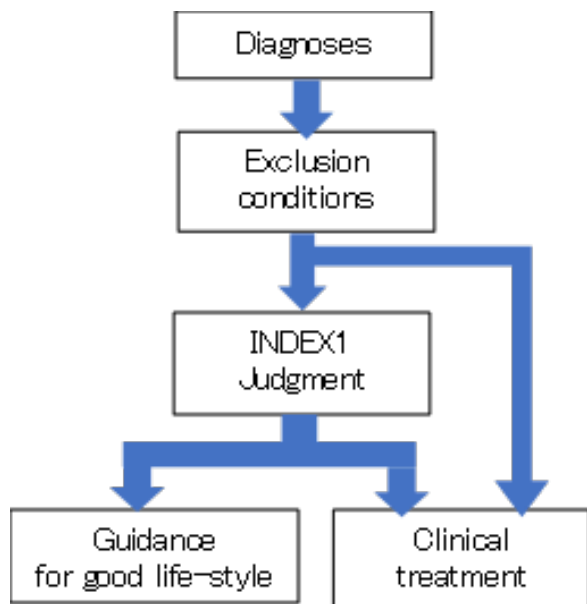 Diagnoses
Exclusion
conditions
INDEX1
Judgment
Guidance
for good life-style
Clinical
treatment